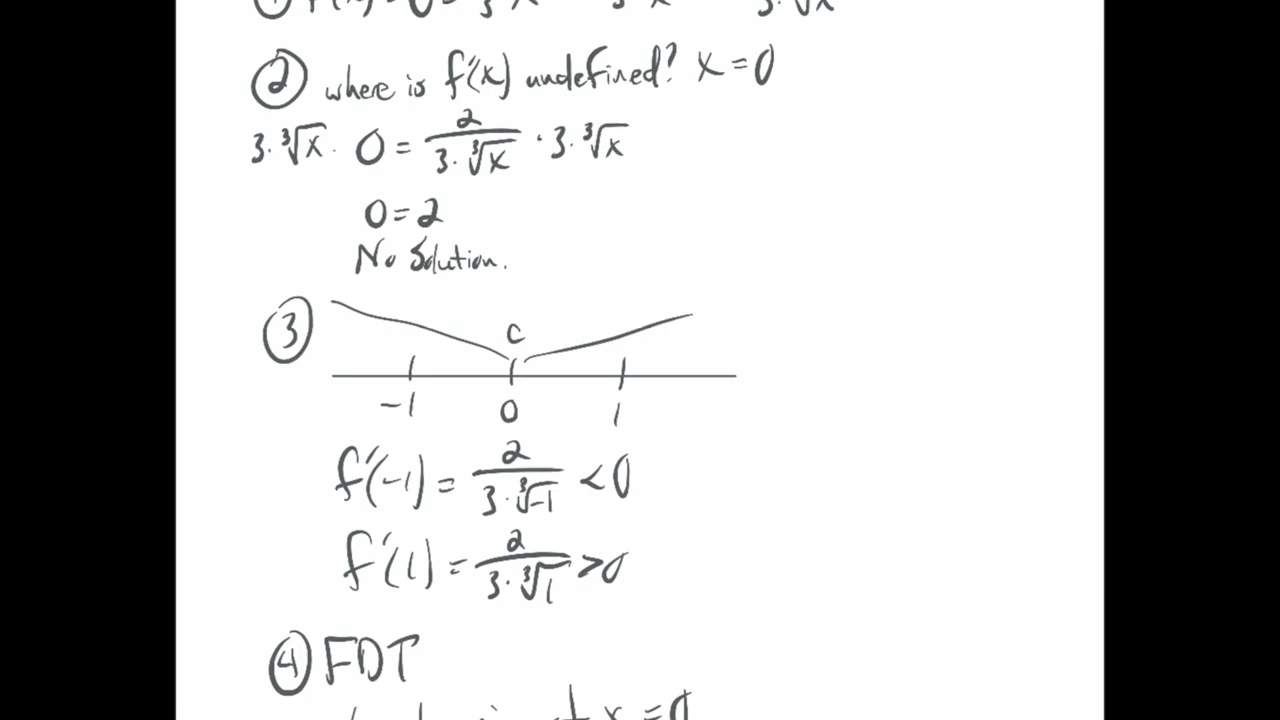 ② where is f'(x) undefined? x = 0
3·∛x · 0 = 2/(3·∛x) · 3·∛x
0 = 2
No Solution.
③
C
-1 0 1
f'(-1) = 2/(3·∛-1) < 0
f'(1) = 2/(3·∛1) > 0
④ FDT
x = 0